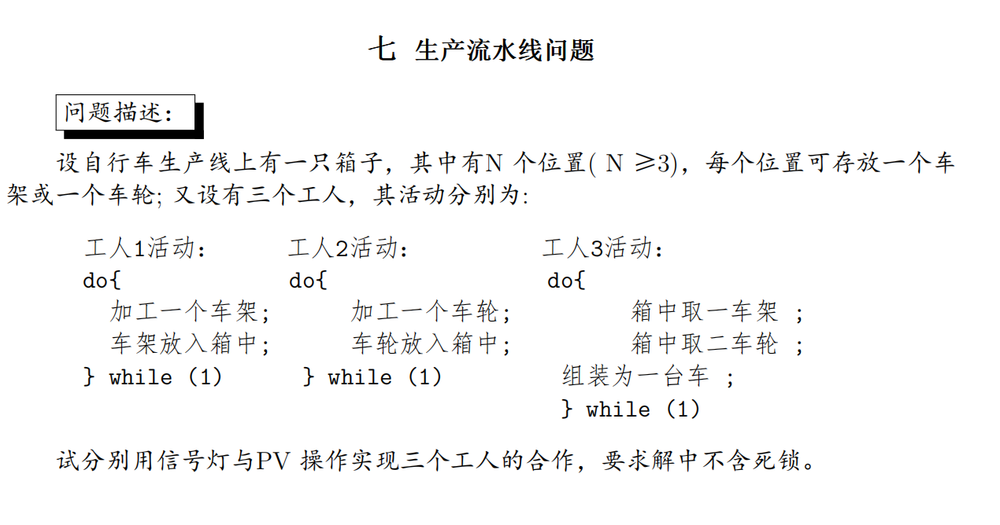 七 生产流水线问题
问题描述：
设自行车生产线上有一只箱子，其中有N 个位置( N ≥3)，每个位置可存放一个车
架或一个车轮; 又设有三个工人，其活动分别为:
工人1活动： 工人2活动： 工人3活动：
do{ do{ do{
加工一个车架; 加工一个车轮; 箱中取一车架 ;
车架放入箱中; 车轮放入箱中; 箱中取二车轮 ;
} while (1) } while (1) 组装为一台车 ;
} while (1)
试分别用信号灯与PV 操作实现三个工人的合作，要求解中不含死锁。